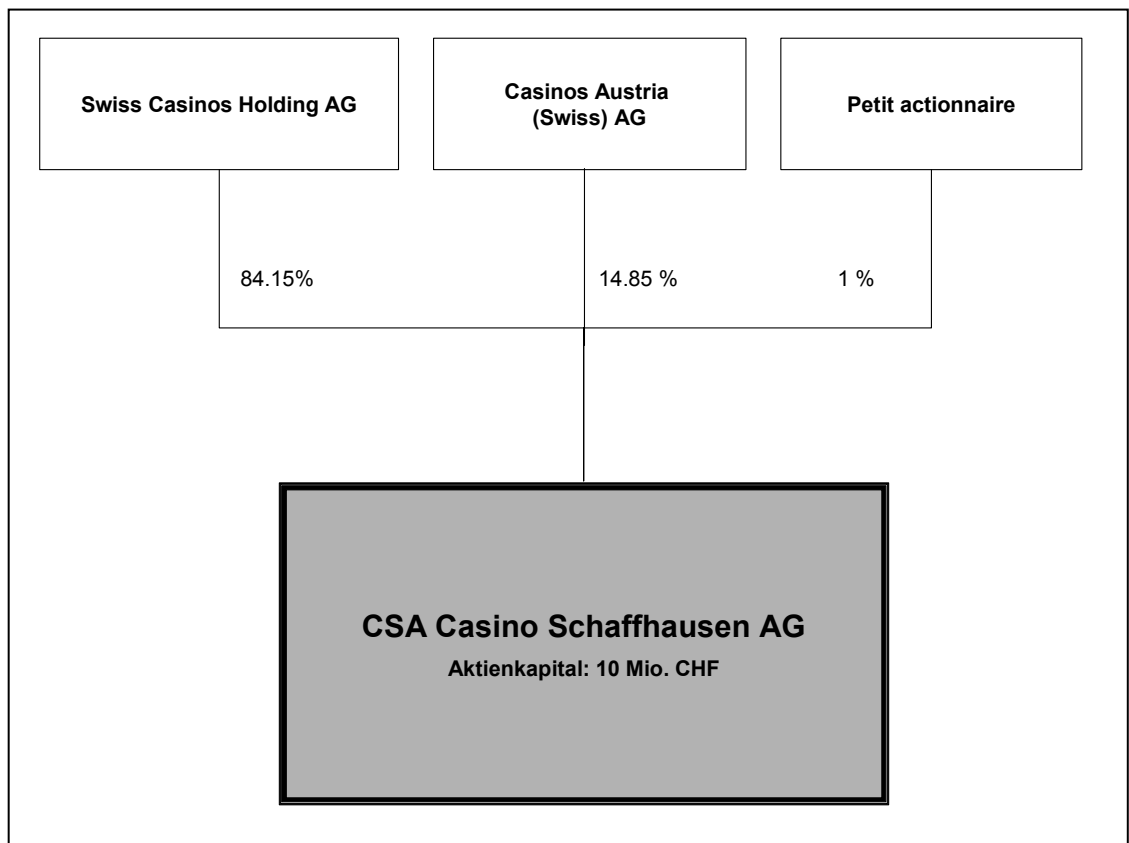 Swiss Casinos Holding AG
Casinos Austria
(Swiss) AG
Petit actionnaire
84.15%
14.85 %
1 %
CSA Casino Schaffhausen AG
Aktienkapital: 10 Mio. CHF